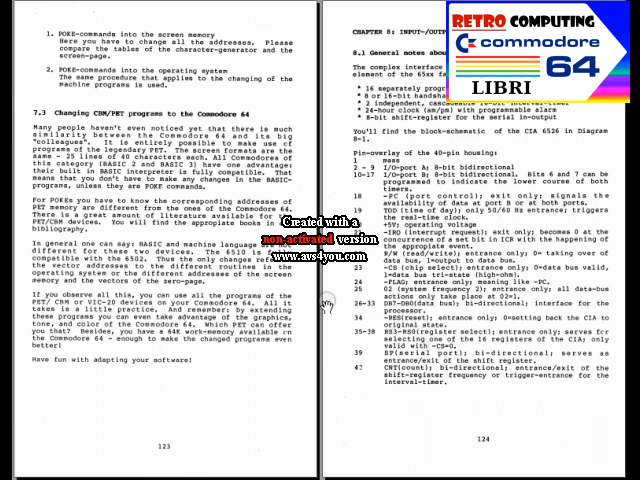 1. POKE-commands into the screen memory
Here you have to change all the addresses. Please
compare the tables of the character-generator and the
screen-page.
2. POKE-commands into the operating system
The same procedure that applies to the changing of the
machine programs is used.
7.3 Changing CBM/PET programs to the Commodore 64
Many people haven't even noticed yet that there is much
similarity between the Commodore 64 and its big
"colleagues". It is entirely possible to make use of
programs of the legendary PET. The screen formats are the
same - 25 lines of 40 characters each. All Commodores of
this category (BASIC 2 and BASIC 3) have one advantage:
their built in BASIC interpreter is fully compatible. That
means that you don't have to make any changes in the BASIC-
programs, unless they are POKE commands.
For POKEs you have to know the corresponding addresses of
PET memory are different from the ones of the Commodore 64.
There is a great amount of literature available for
PET/CBM devices. You will find the appropiate books in
bibliography.
In general one can say: BASIC and machine language
different for these two devices. The 6510 is
compatible with the 6502. Thus the only changes
the vector addresses to the different routines in the
operating system or the different addresses of the screen
memory and the vectors of the zero-page.
If you observe all this, you can use all the programs of the
PET/ CRM or VIC-20 devices on your Commodore 64. All it
takes is a little practice. And remember: by extending
these programs you can even take advantage of the graphics,
tone, and color of the Commodore 64. Which PET can offer
you that? Besides, you have a 64K work-memory available on
the Commodore 64 - enough to make the changed programs even
better!
Have fun with adapting your software!
123
CHAPTER 8: INPUT-/OUTP
8.1 General notes abou
The complex interface
element of the 65xx fa
* 16 separately progr
* 8 or 16-bit handsha
* 2 independent, cascadeable 16-bit interval-timer
* 24-hour clock (am/pm) with programmable alarm
* 8-bit shift-register for the serial in-output
You'll find the block-schematic of the CIA 6526 in Diagram
8-1.
Pin-overlay of the 40-pin housing:
1 mass
2 - 9 I/O-port A; 8-bit bidirectional
10-17 I/O-port B; 8-bit bidirectional. Bits 6 and 7 can be
programmed to indicate the lower course of both
timers.
18 -PC (port control); exit only; signals the
availability of data at port B or at both ports.
19 TOD (time of day); only 50/60 Hz entrance; triggers
the real-time clock.
+5V; operating voltage
-IRQ (interrupt request); exit only; becomes 0 at the
concurrence of a set bit in ICR with the happening of
the appropiate event.
R/W (read/write); entrance only; 0= taking over of
data bus, 1=output to data bus.
23 -CS (chip select); entrance only; 0=data bus valid,
1=data bus tri-state (high-ohm).
24 -FLAG; entrance only; meaning like -PC.
25 02 (system frequency 2); entrance only; all data-bus
actions only take place at 02=1.
26-33 DB7-DB0(data bus); bi-directional; interface for the
processor.
34 -RES(reset); entrance only; 0=setting back the CIA to
original state.
35-38 RS3-RS0(register select); entrance only; serves for
selecting one of the 16 registers of the CIA; only
valid with -CS=0.
39 SP(serial port); bi-directional; serves as
entrance/exit of the shift register.
40 CNT(count); bi-directional; entrance/exit of the
shift-register frequency or trigger-entrance for the
interval-timer.
124
RETRO COMPUTING
commodore
64
LIBRI
Created with a
non-activated version
www.avs4you.com